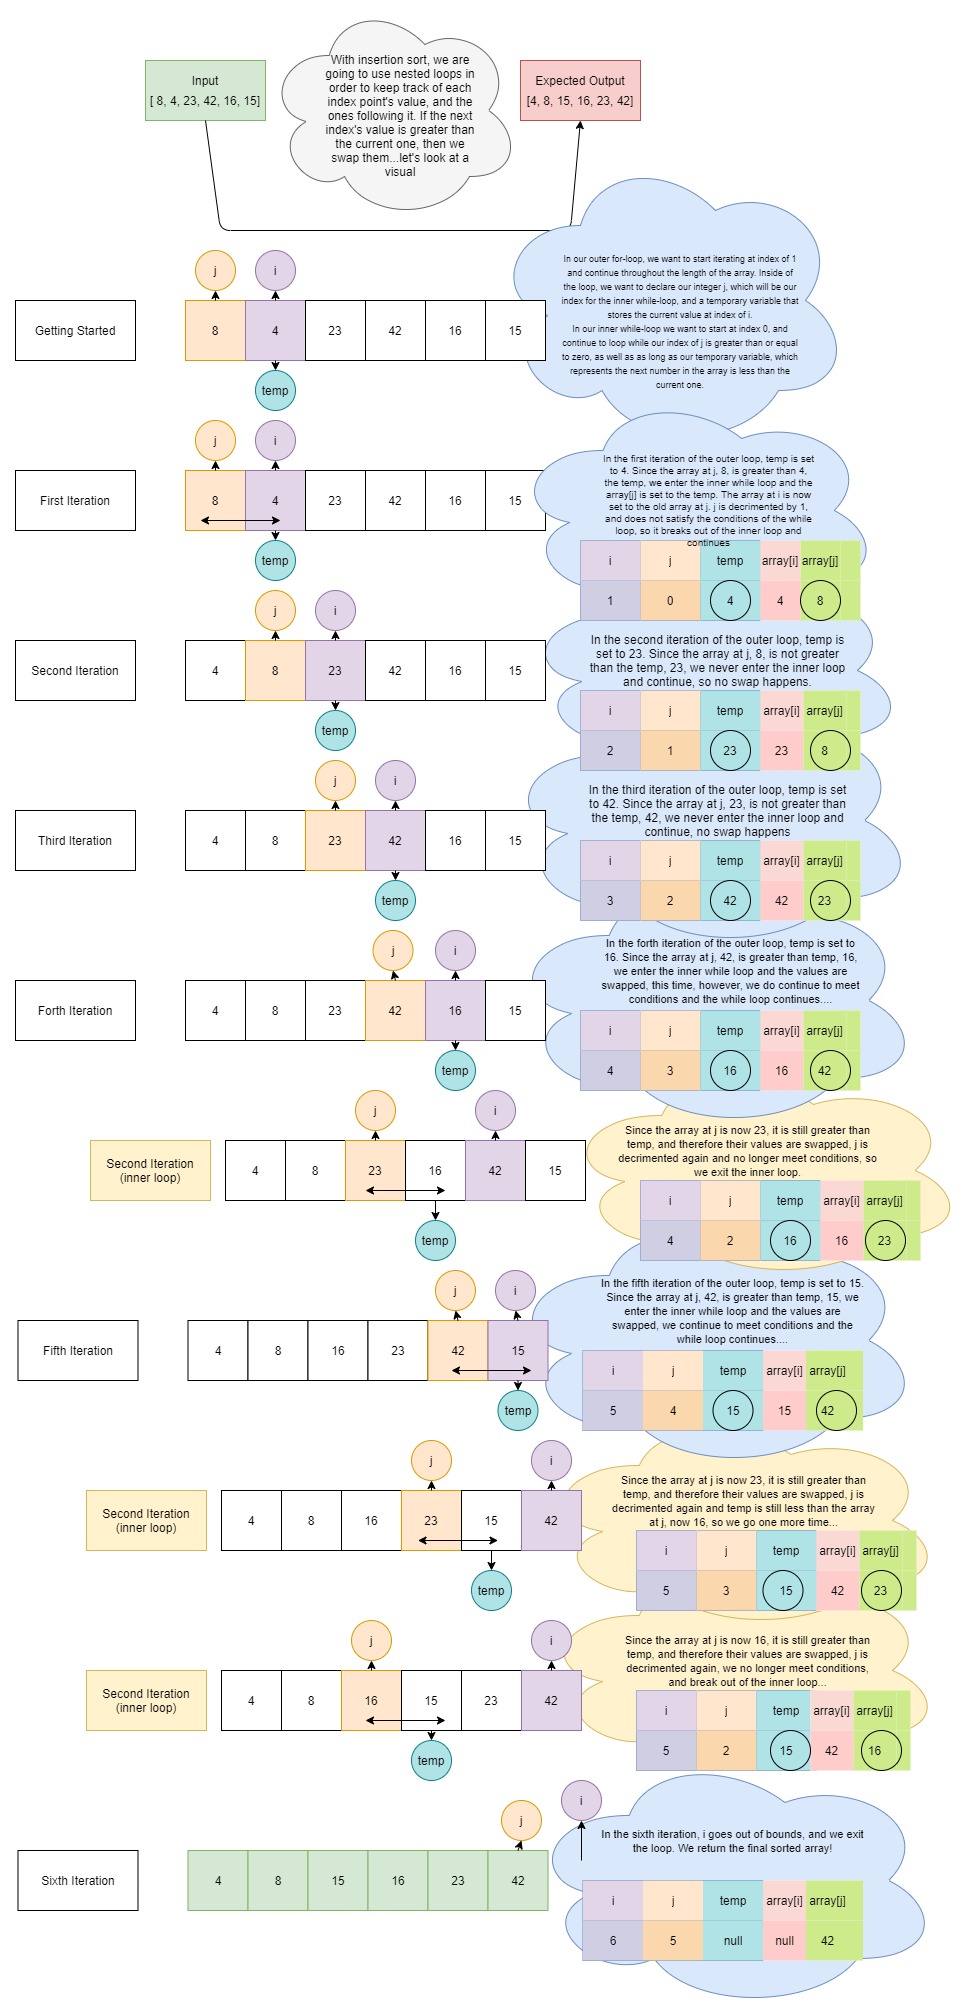 Input
[ 8, 4, 23, 42, 16, 15]
With insertion sort, we are
going to use nested loops in
order to keep track of each
index point's value, and the
ones following it. If the next
index's value is greater than
the current one, then we
swap them...let's look at a
visual
Expected Output
[4, 8, 15, 16, 23, 42]
j
i
Getting Started
8 4 23 42 16 15
temp
In our outer for-loop, we want to start iterating at index of 1
and continue throughout the length of the array. Inside of
the loop, we want to declare our integer j, which will be our
index for the inner while-loop, and a temporary variable that
stores the current value at index of i.
In our inner while-loop we want to start at index 0, and
continue to loop while our index of j is greater than or equal
to zero, as well as as long as our temporary variable, which
represents the next number in the array is less than the
current one.
j
i
First Iteration
8 4 23 42 16 15
temp
In the first iteration of the outer loop, temp is set
to 4. Since the array at j, 8, is greater than 4,
the temp, we enter the inner while loop and the
array[j] is set to the temp. The array at i is now
set to the old array at j. j is decrimented by 1,
and does not satisfy the conditions of the while
loop, so it breaks out of the inner loop and
continues
i j temp array[i] array[j]
1 0 4 4 8
j
i
Second Iteration
4 8 23 42 16 15
temp
In the second iteration of the outer loop, temp is
set to 23. Since the array at j, 8, is not greater
than the temp, 23, we never enter the inner loop
and continue, so no swap happens.
i j temp array[i] array[j]
2 1 23 23 8
j
i
Third Iteration
4 8 23 42 16 15
temp
In the third iteration of the outer loop, temp is set
to 42. Since the array at j, 23, is not greater than
the temp, 42, we never enter the inner loop and
continue, no swap happens
i j temp array[i] array[j]
3 2 42 42 23
j
i
Forth Iteration
4 8 23 42 16 15
temp
In the forth iteration of the outer loop, temp is set to
16. Since the array at j, 42, is greater than temp, 16,
we enter the inner while loop and the values are
swapped, this time, however, we do continue to meet
conditions and the while loop continues....
i j temp array[i] array[j]
4 3 16 16 42
j
i
Second Iteration
(inner loop)
4 8 23 16 42 15
temp
Since the array at j is now 23, it is still greater than
temp, and therefore their values are swapped, j is
decrimented again and no longer meet conditions, so
we exit the inner loop.
i j temp array[i] array[j]
4 2 16 16 23
j
i
Fifth Iteration
4 8 16 23 42 15
temp
In the fifth iteration of the outer loop, temp is set to 15.
Since the array at j, 42, is greater than temp, 15, we
enter the inner while loop and the values are
swapped, we continue to meet conditions and the
while loop continues....
i j temp array[i] array[j]
5 4 15 15 42
j
i
Second Iteration
(inner loop)
4 8 16 23 15 42
temp
Since the array at j is now 23, it is still greater than
temp, and therefore their values are swapped, j is
decrimented again and temp is still less than the array
at j, now 16, so we go one more time...
i j temp array[i] array[j]
5 3 15 42 23
j
i
Second Iteration
(inner loop)
4 8 16 15 23 42
temp
Since the array at j is now 16, it is still greater than
temp, and therefore their values are swapped, j is
decrimented again, we no longer meet conditions,
and break out of the inner loop...
i j temp array[i] array[j]
5 2 15 42 16
j
i
Sixth Iteration
4 8 15 16 23 42
In the sixth iteration, i goes out of bounds, and we exit
the loop. We return the final sorted array!
i j temp array[i] array[j]
6 5 null null 42